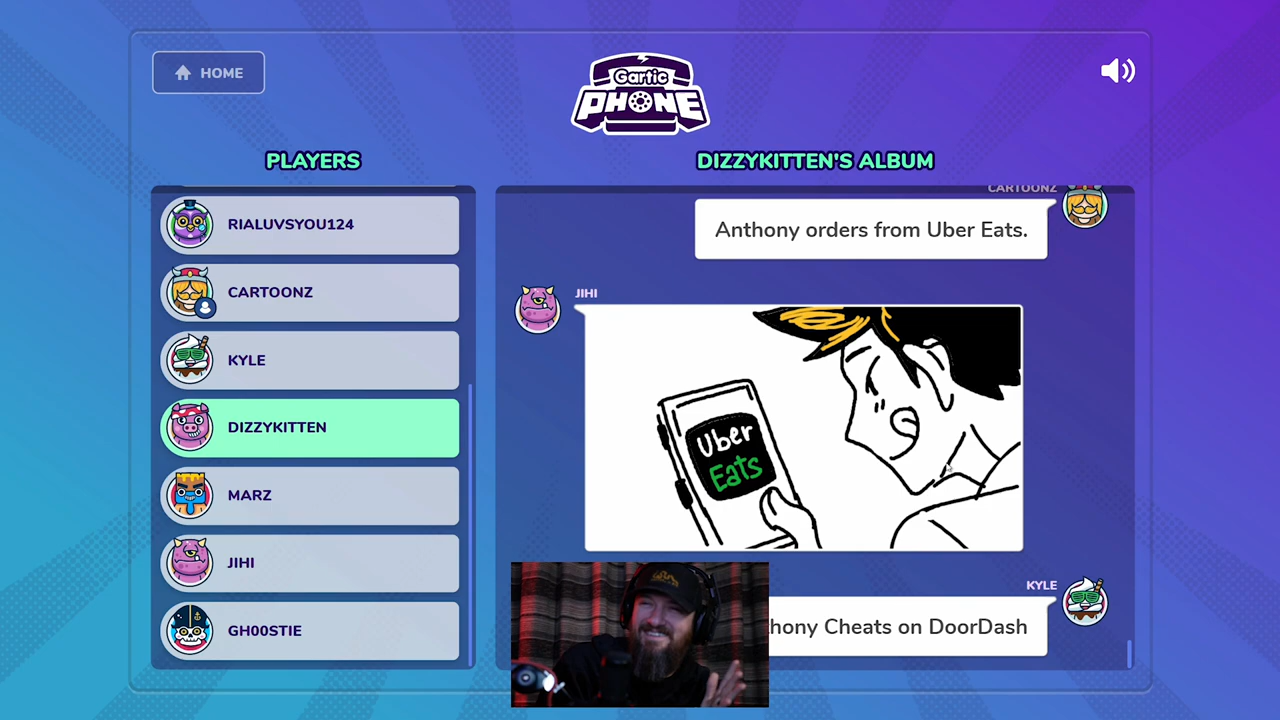 HOME
Gartic
PHONE
PLAYERS
DIZZYKITTEN'S ALBUM
RIALUVSYOU124
CARTOONZ
KYLE
DIZZYKITTEN
MARZ
JIHI
GH00STIE
CARTOONZ
Anthony orders from Uber Eats.
JIHI
Uber
Eats
KYLE
hony Cheats on DoorDash